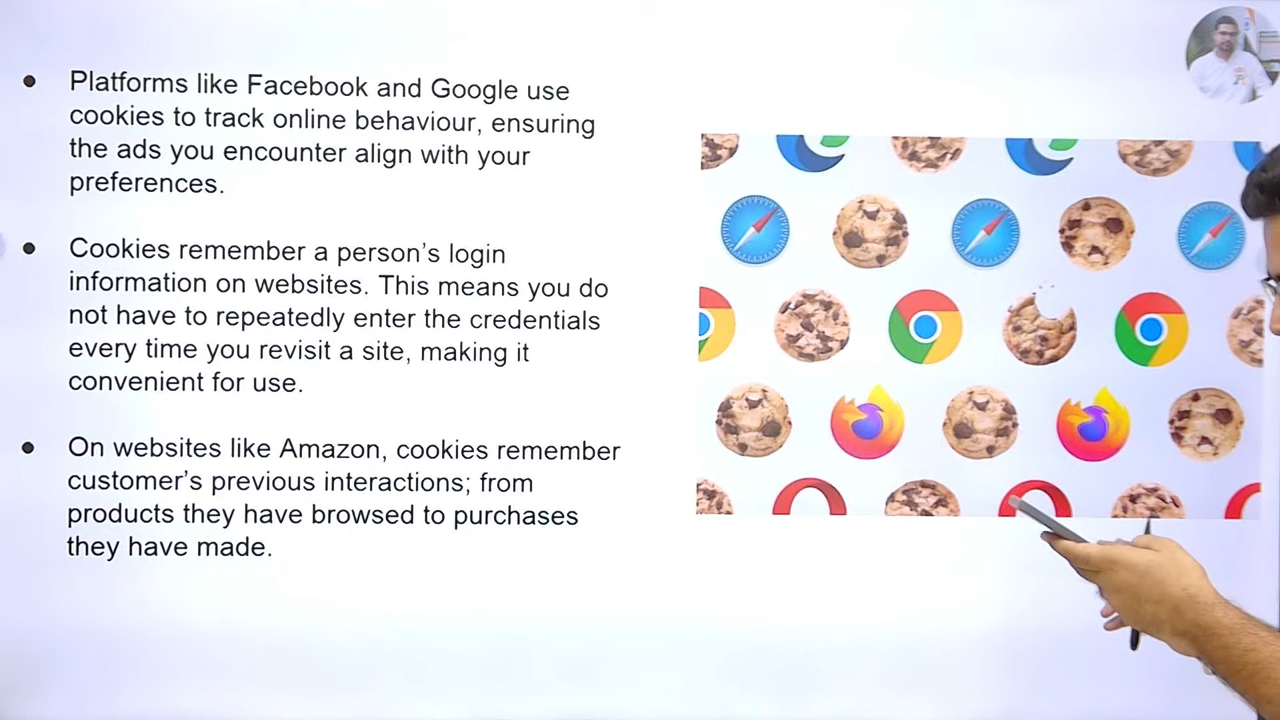 Platforms like Facebook and Google use
cookies to track online behaviour, ensuring
the ads you encounter align with your
preferences.
Cookies remember a person’s login
information on websites. This means you do
not have to repeatedly enter the credentials
every time you revisit a site, making it
convenient for use.
On websites like Amazon, cookies remember
customer’s previous interactions; from
products they have browsed to purchases
they have made.